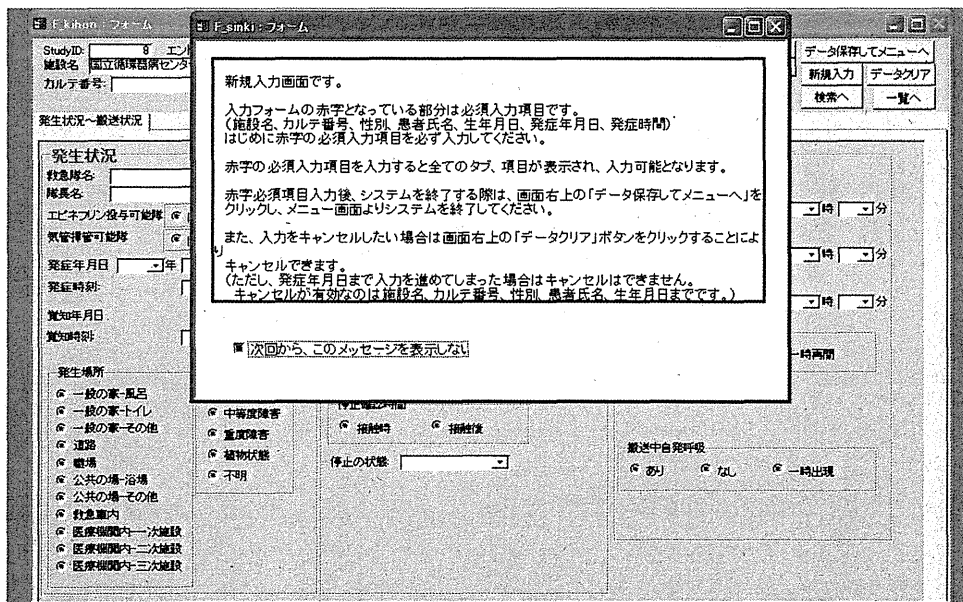 F_kihon : フォーム
StudyID: 8 エント
施設名 国立循環器病センタ
カルテ番号:
データ保存してメニューへ
新規入力 データクリア
検索へ 一覧へ
発生状況~搬送状況
F_sinki : フォーム
新規入力画面です。
入力フォームの赤字となっている部分は必須入力項目です。
(施設名、カルテ番号、性別、患者氏名、生年月日、発症年月日、発症時間)
はじめに赤字の必須入力項目を必ず入力してください。
赤字の必須入力項目を入力すると全てのタブ、項目が表示され、入力可能となります。
赤字必須項目入力後、システムを終了する際は、画面右上の「データ保存してメニューへ」を
クリックし、メニュー画面よりシステムを終了してください。
また、入力をキャンセルしたい場合は画面右上の「データクリア」ボタンをクリックすることによ
り
キャンセルできます。
(ただし、発症年月日まで入力を進めてしまった場合はキャンセルはできません。
キャンセルが有効なのは施設名、カルテ番号、性別、患者氏名、生年月日までです。)
次回から、このメッセージを表示しない
発生状況
救急隊名
隊長名
エピネフリン投与可能隊
気管挿管可能隊
発症年月日 年
発症時刻:
覚知年月日
覚知時刻:
時 分
時 分
時 分
一時再開
発生場所
一般の家-風呂
一般の家-トイレ
一般の家-その他
道路
職場
公共の場-浴場
公共の場-その他
救急車内
医療機関内-一次施設
医療機関内-二次施設
医療機関内-三次施設
中等度障害
重度障害
植物状態
不明
接触時 接触後
停止の状態:
搬送中自発呼吸
あり なし 一時出現